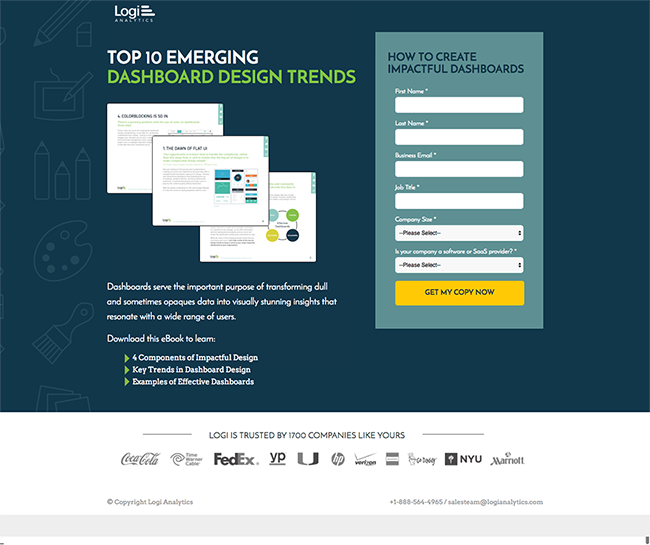 Logi
ANALYTICS
TOP 10 EMERGING
DASHBOARD DESIGN TRENDS
4. COLORBLOCKING IS SO IN
1. THE DAWN OF FLAT UI
Dashboards serve the important purpose of transforming dull
and sometimes opaques data into visually stunning insights that
resonate with a wide range of users.
Download this eBook to learn:
4 Components of Impactful Design
Key Trends in Dashboard Design
Examples of Effective Dashboards
HOW TO CREATE
IMPACTFUL DASHBOARDS
First Name *
Last Name *
Business Email *
Job Title *
Company Size *
--Please Select--
Is your company a software or SaaS provider? *
--Please Select--
GET MY COPY NOW
LOGI IS TRUSTED BY 1700 COMPANIES LIKE YOURS
Coca-Cola
Time Warner Cable
FedEx
yp
U
hp
verizon
GoDaddy
NYU
Marriott
© Copyright Logi Analytics
+1-888-564-4965 / salesteam@logianalytics.com